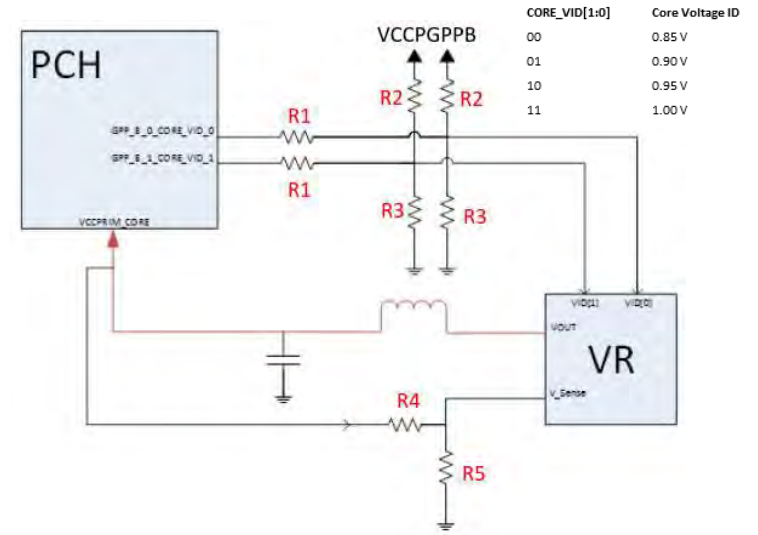 CORE_VID[1:0] Core Voltage ID
00 0.85 V
01 0.90 V
10 0.95 V
11 1.00 V
VCCPGPPB
PCH
R2 R2
R1
GPP_B_0_CORE_VID_0
GPP_B_1_CORE_VID_1
R1
R3 R3
VCCPRIM_CORE
VID[1] VID[0]
VOUT
VR
V_Sense
R4
R5